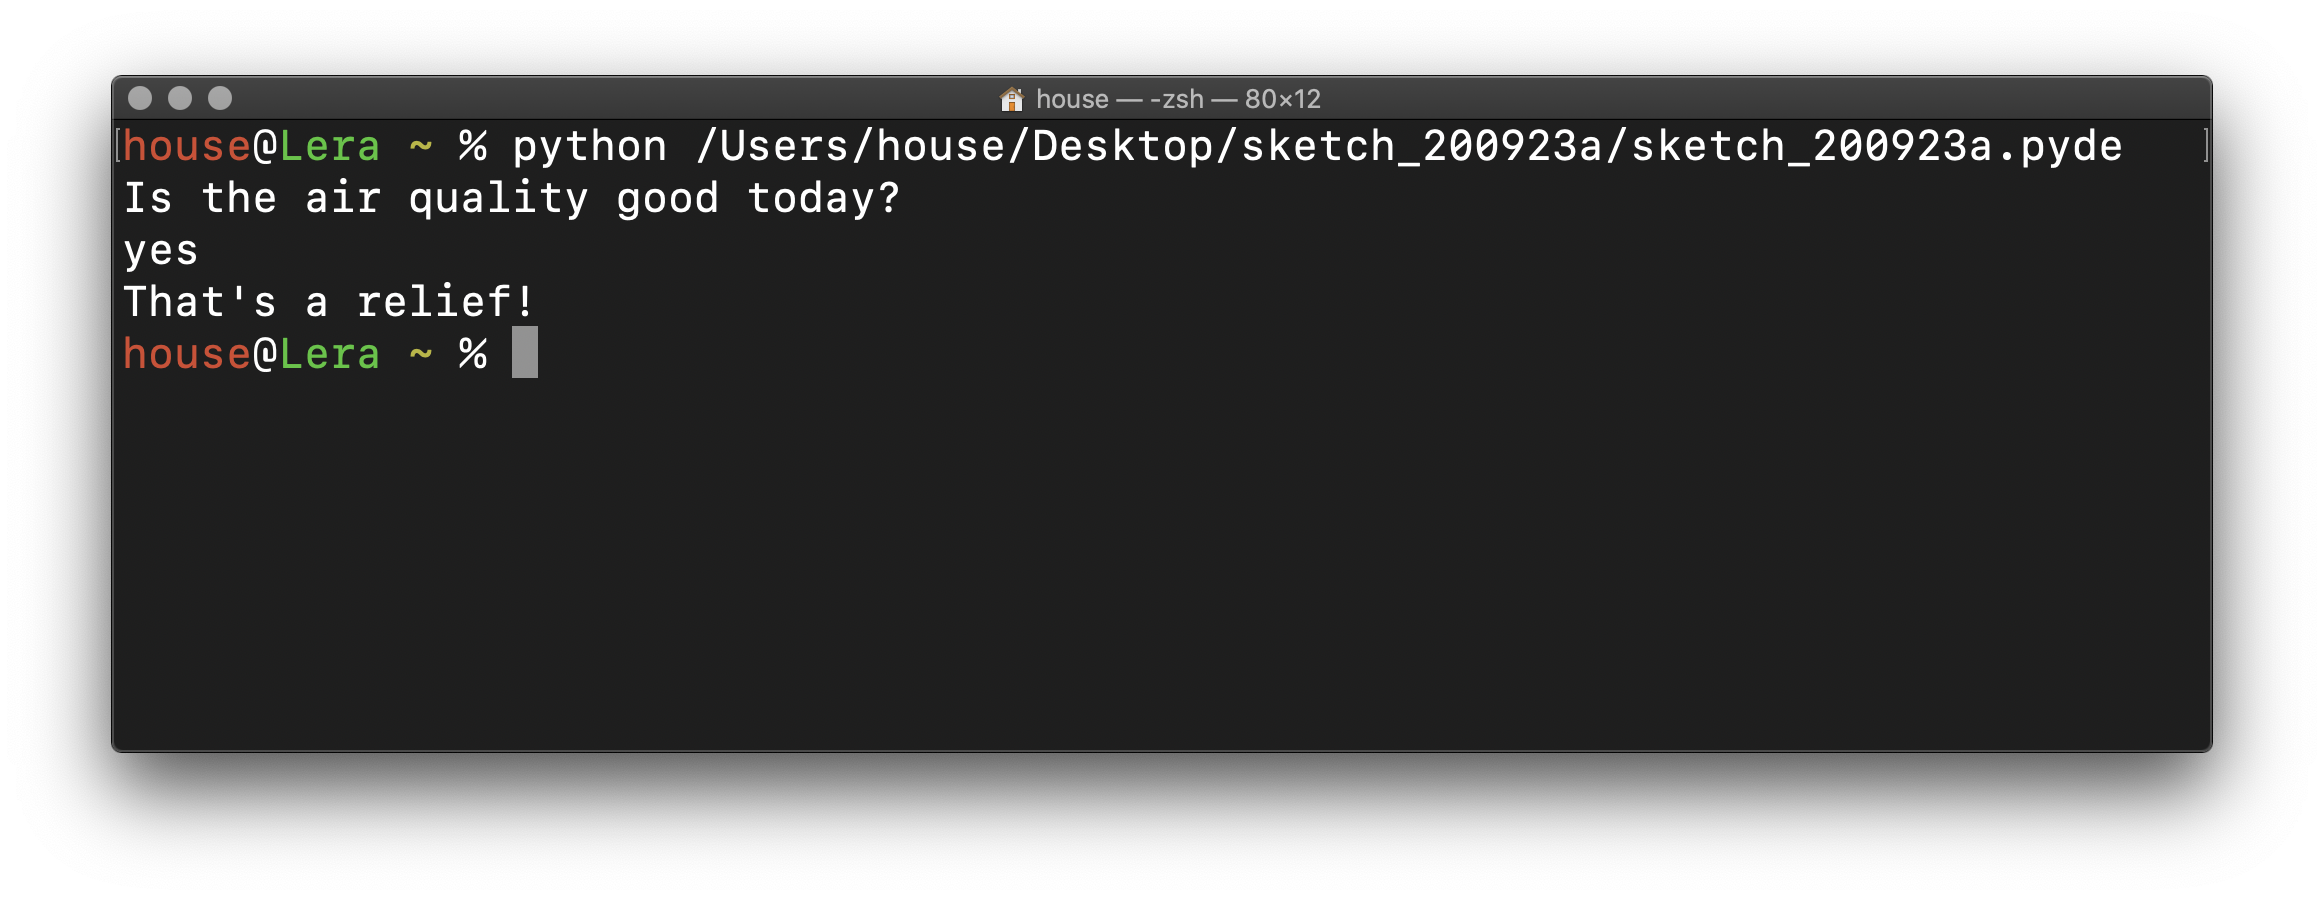 house — -zsh — 80×12
house@Lera ~ % python /Users/house/Desktop/sketch_200923a/sketch_200923a.pyde
Is the air quality good today?
yes
That's a relief!
house@Lera ~ %